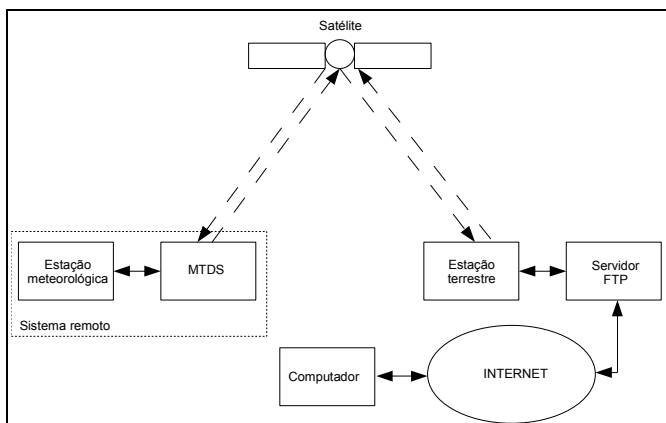 Satélite
Estação
meteorológica
MTDS
Sistema remoto
Estação
terrestre
Servidor
FTP
Computador
INTERNET